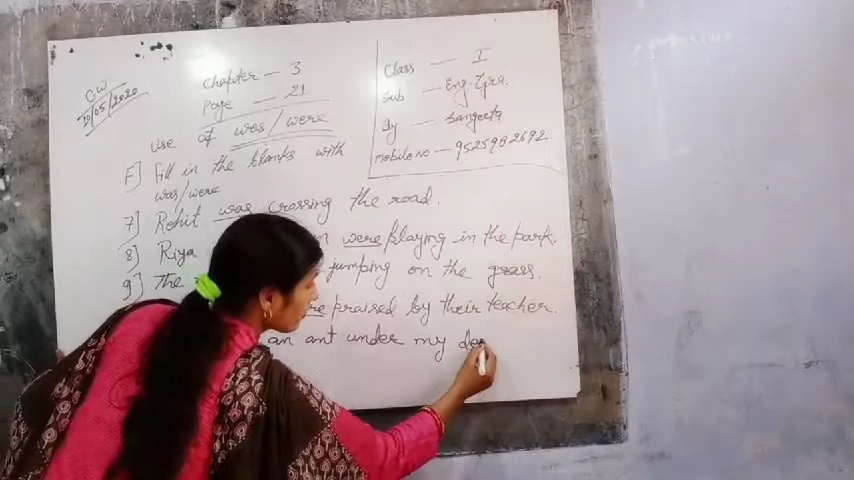 CW
20/05/2020
Chapter - 3
Page - 21
Class - I
Sub - Eng. Gra.
By - Sangeeta
mobile no - 9525982692
use of was/were
F] Fill in the blanks with
was/were
7] Rohit was crossing the road.
8] Riya were playing in the park.
9] The jumping on the grass.
praised by their teacher.
an ant under my